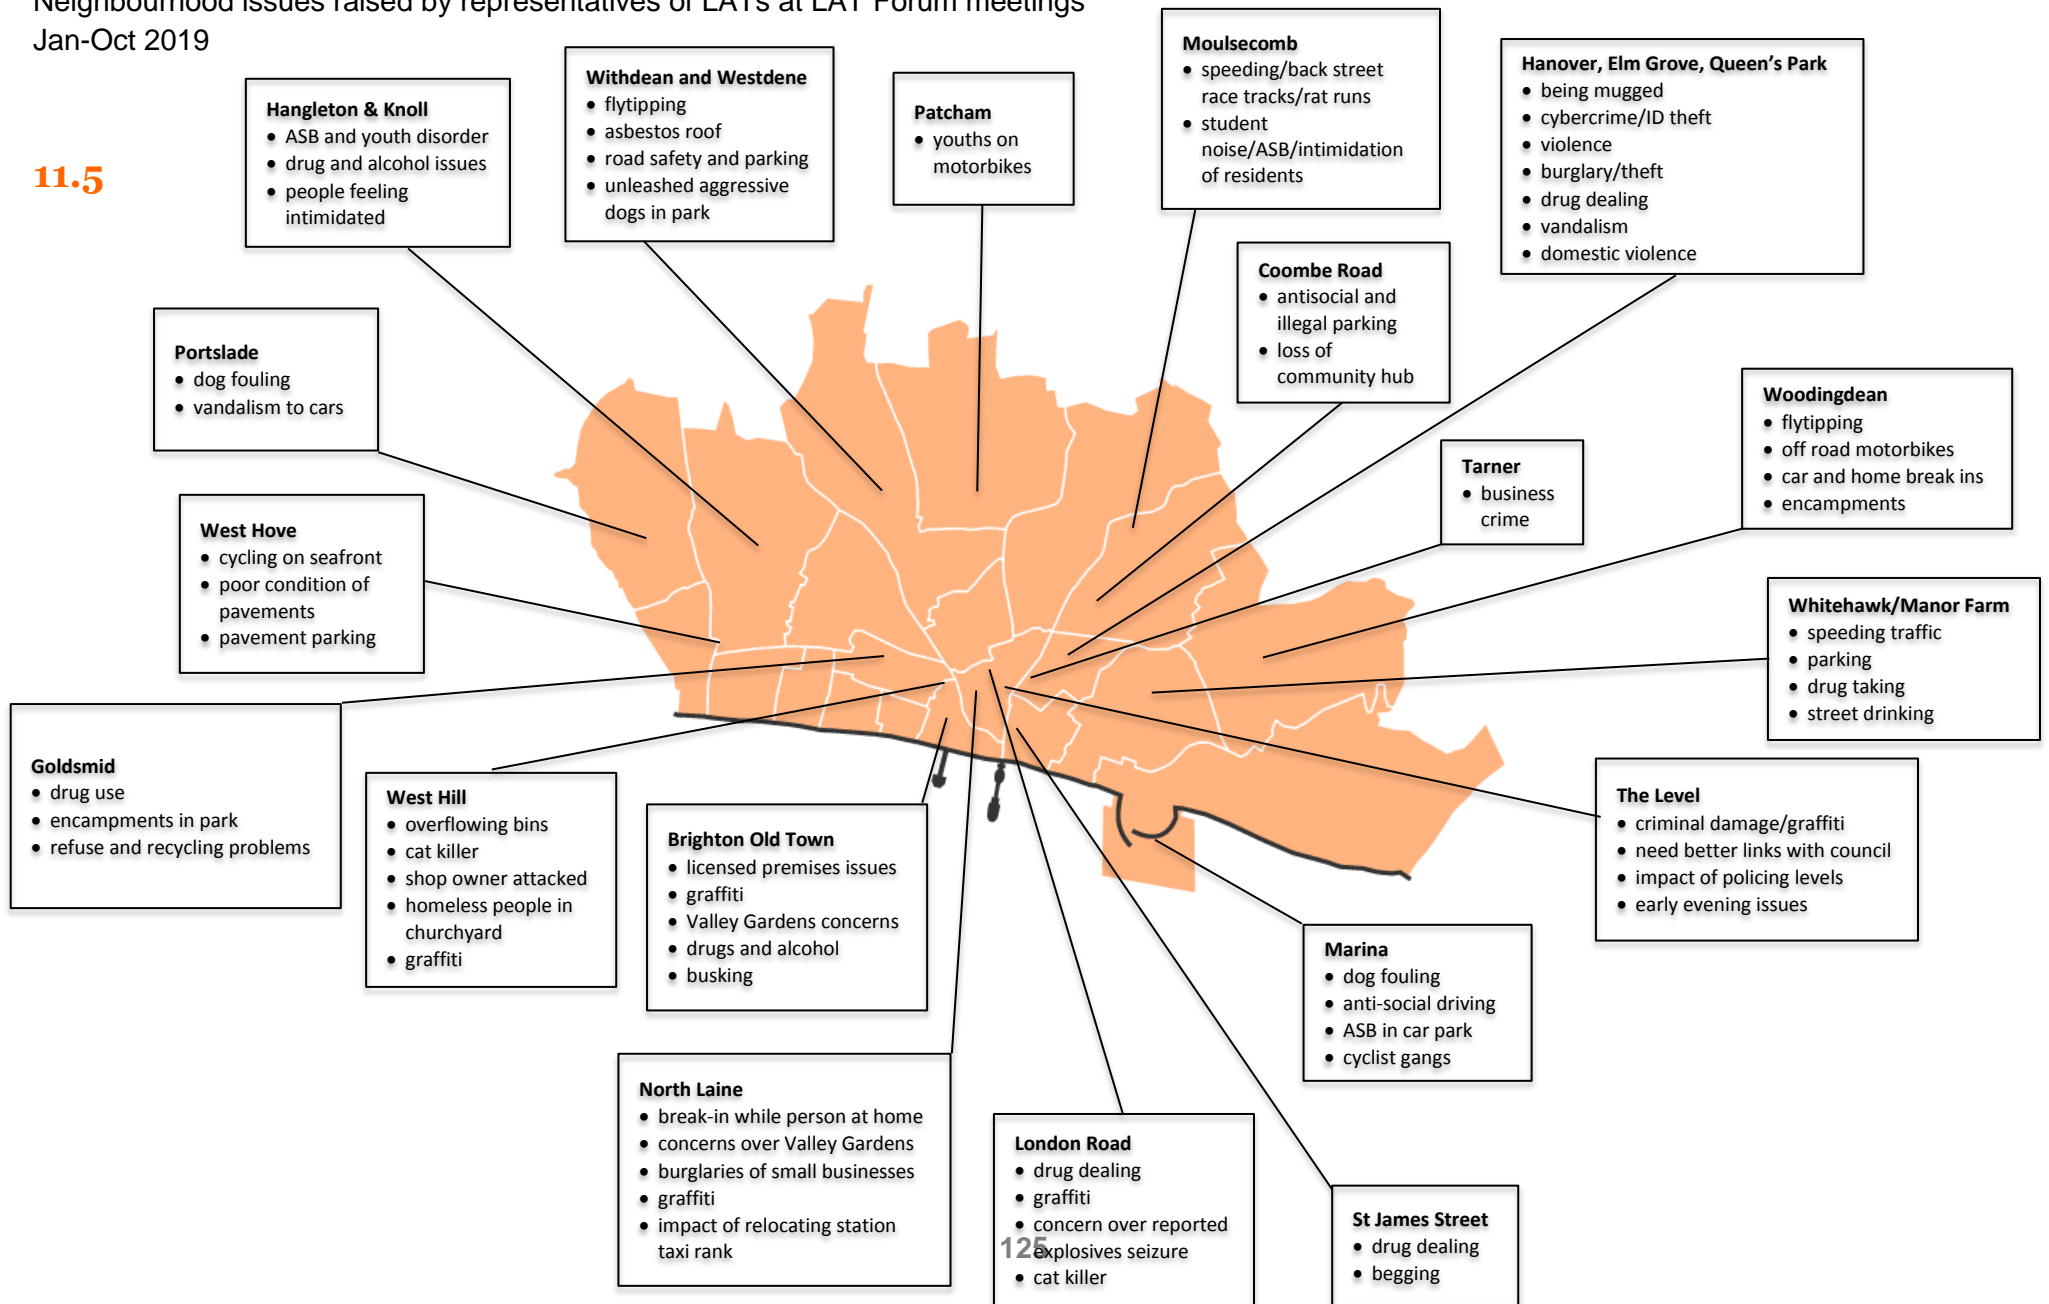 Neighbourhood issues raised by representatives of LATs at LAT Forum meetings
Jan-Oct 2019
11.5
Hangleton & Knoll
• ASB and youth disorder
• drug and alcohol issues
• people feeling
intimidated
Withdean and Westdene
• flytipping
• asbestos roof
• road safety and parking
• unleashed aggressive
dogs in park
Patcham
• youths on
motorbikes
Moulsecomb
• speeding/back street
race tracks/rat runs
• student
noise/ASB/intimidation
of residents
Hanover, Elm Grove, Queen's Park
• being mugged
• cybercrime/ID theft
• violence
• burglary/theft
• drug dealing
• vandalism
• domestic violence
Coombe Road
• antisocial and
illegal parking
• loss of
community hub
Portslade
• dog fouling
• vandalism to cars
Woodingdean
• flytipping
• off road motorbikes
• car and home break ins
• encampments
Tarner
• business
crime
West Hove
• cycling on seafront
• poor condition of
pavements
• pavement parking
Whitehawk/Manor Farm
• speeding traffic
• parking
• drug taking
• street drinking
Goldsmid
• drug use
• encampments in park
• refuse and recycling problems
West Hill
• overflowing bins
• cat killer
• shop owner attacked
• homeless people in
churchyard
• graffiti
Brighton Old Town
• licensed premises issues
• graffiti
• Valley Gardens concerns
• drugs and alcohol
• busking
The Level
• criminal damage/graffiti
• need better links with council
• impact of policing levels
• early evening issues
Marina
• dog fouling
• anti-social driving
• ASB in car park
• cyclist gangs
North Laine
• break-in while person at home
• concerns over Valley Gardens
• burglaries of small businesses
• graffiti
• impact of relocating station
taxi rank
London Road
• drug dealing
• graffiti
• concern over reported
explosives seizure
• cat killer
St James Street
• drug dealing
• begging
125